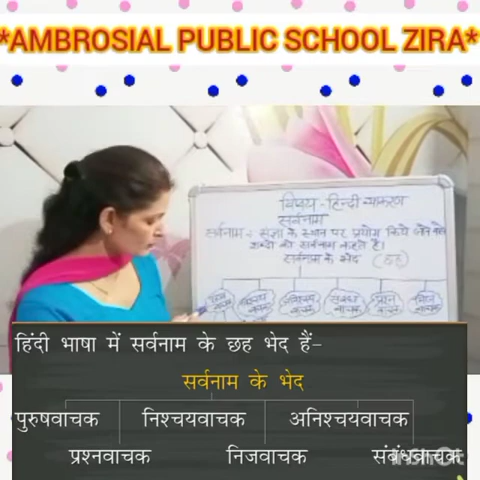 *AMBROSIAL PUBLIC SCHOOL ZIRA*
विषय - हिन्दी व्याकरण
सर्वनाम
सर्वनाम - संज्ञा के स्थान पर प्रयोग किये जाने वाले
शब्दों को सर्वनाम कहते है।
सर्वनाम के भेद (छः)
हिंदी भाषा में सर्वनाम के छह भेद हैं-
सर्वनाम के भेद
पुरुषवाचक निश्चयवाचक अनिश्चयवाचक
प्रश्नवाचक निजवाचक संबंधवाचक
InShOt